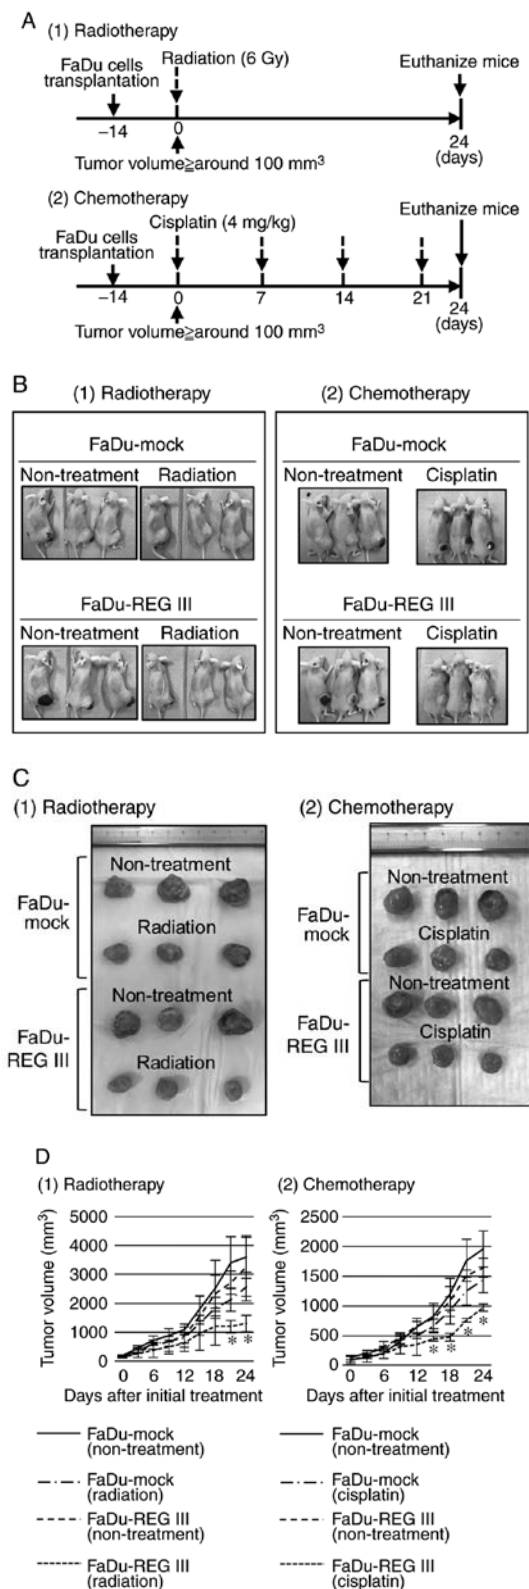 A
(1) Radiotherapy
FaDu cells
transplantation
Radiation (6 Gy)
Euthanize mice
−14
0
24
(days)
Tumor volume≧around 100 mm³
(2) Chemotherapy
FaDu cells
transplantation
Cisplatin (4 mg/kg)
Euthanize mice
−14
0
7
14
21
24
(days)
Tumor volume≧around 100 mm³
B
(1) Radiotherapy
FaDu-mock
Non-treatment Radiation
FaDu-REG III
Non-treatment Radiation
(2) Chemotherapy
FaDu-mock
Non-treatment Cisplatin
FaDu-REG III
Non-treatment Cisplatin
C
(1) Radiotherapy
FaDu-
mock
Non-treatment
Radiation
FaDu-
REG III
Non-treatment
Radiation
(2) Chemotherapy
FaDu-
mock
Non-treatment
Cisplatin
FaDu-
REG III
Non-treatment
Cisplatin
D
(1) Radiotherapy
Tumor volume (mm³)
5000
4000
3000
2000
1000
0
0 3 6 9 12 15 18 21 24
* *
Days after initial treatment
FaDu-mock
(non-treatment)
FaDu-mock
(radiation)
FaDu-REG III
(non-treatment)
FaDu-REG III
(radiation)
(2) Chemotherapy
Tumor volume (mm³)
2500
2000
1500
1000
500
0
0 3 6 9 12 15 18 21 24
* * * *
Days after initial treatment
FaDu-mock
(non-treatment)
FaDu-mock
(cisplatin)
FaDu-REG III
(non-treatment)
FaDu-REG III
(cisplatin)